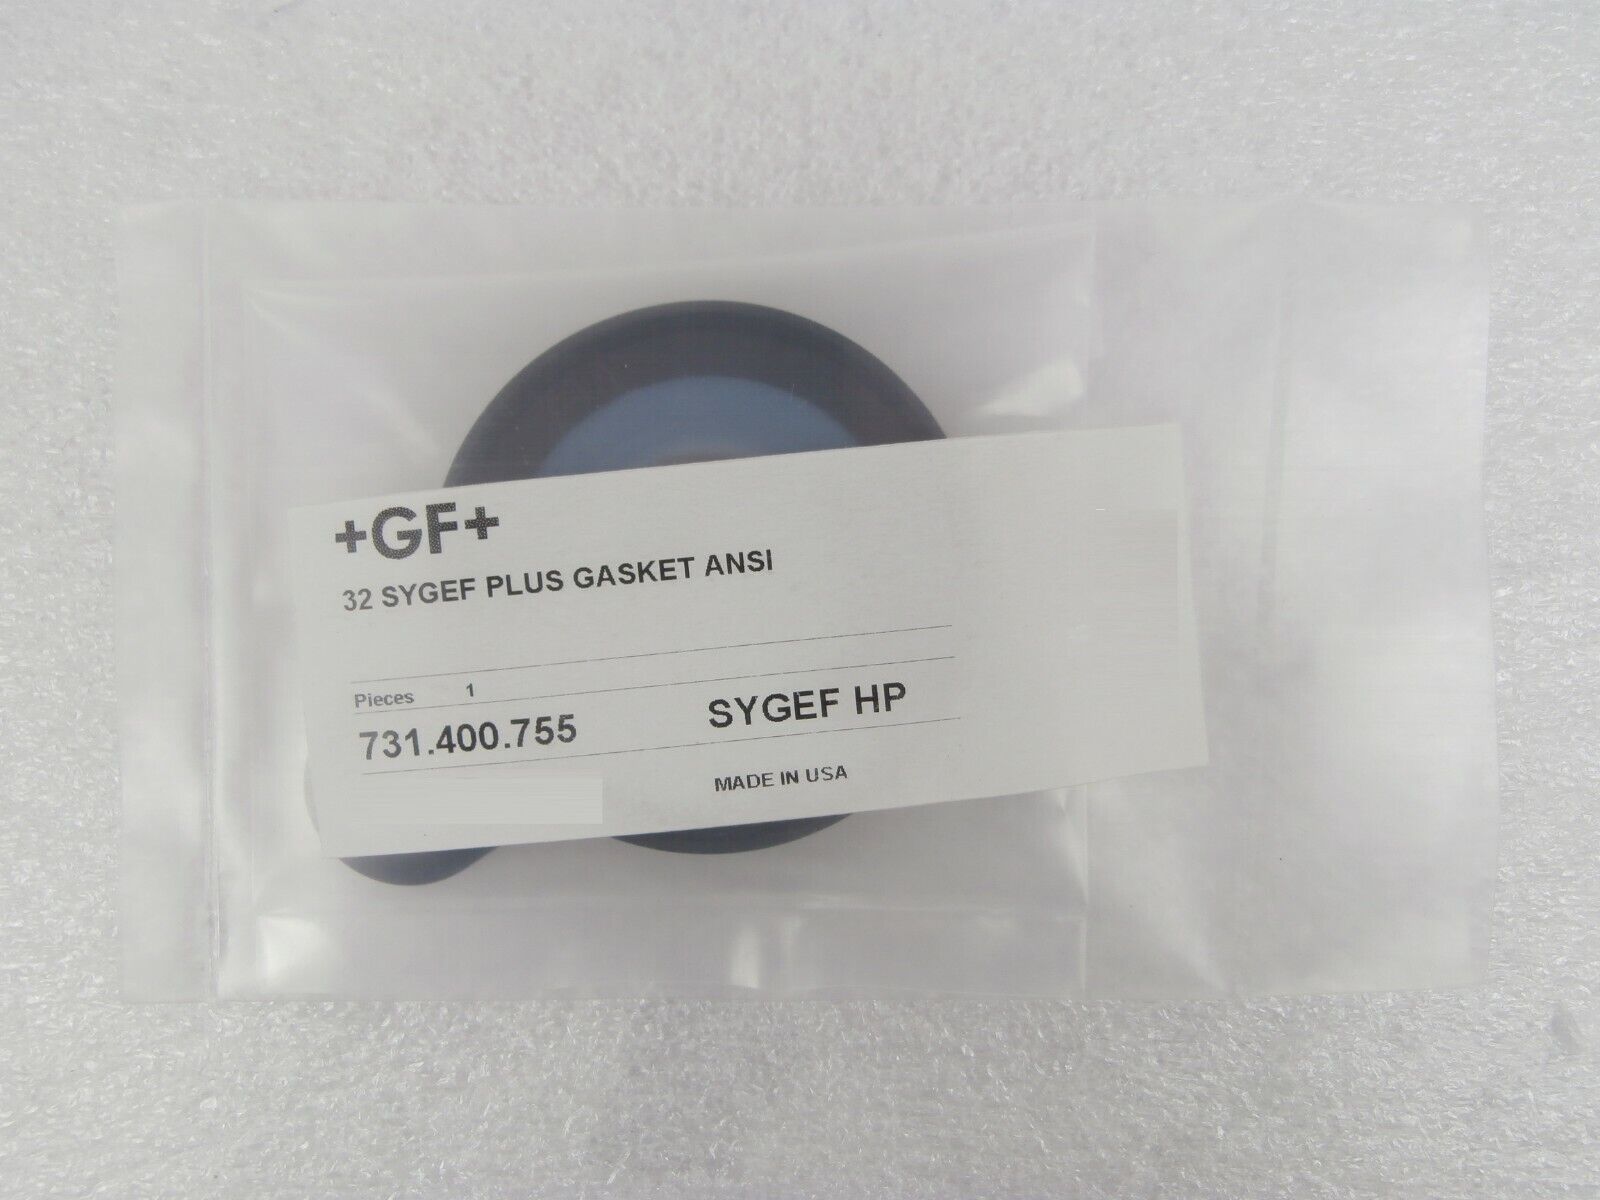 +GF+
32 SYGEF PLUS GASKET ANSI
Pieces 1
731.400.755 SYGEF HP
MADE IN USA